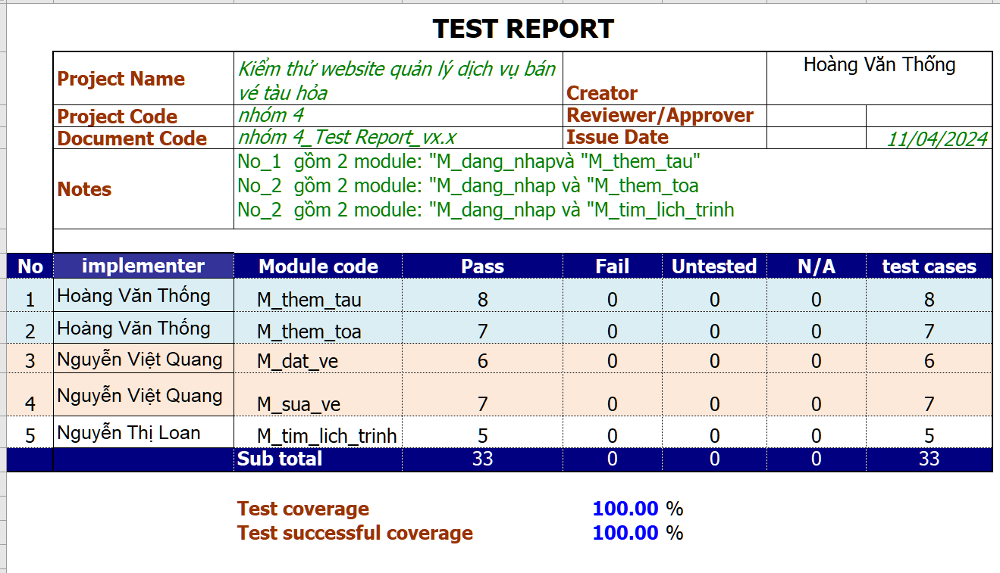 TEST REPORT
Project Name
Kiểm thử website quản lý dịch vụ bán
vé tàu hỏa
Creator
Hoàng Văn Thống
Project Code
nhóm 4
Reviewer/Approver
Document Code
nhóm 4_Test Report_vx.x
Issue Date
11/04/2024
Notes
No_1 gồm 2 module: "M_dang_nhapvà "M_them_tau"
No_2 gồm 2 module: "M_dang_nhap và "M_them_toa
No_2 gồm 2 module: "M_dang_nhap và "M_tim_lich_trinh
No implementer Module code Pass Fail Untested N/A test cases
1 Hoàng Văn Thống M_them_tau 8 0 0 0 8
2 Hoàng Văn Thống M_them_toa 7 0 0 0 7
3 Nguyễn Việt Quang M_dat_ve 6 0 0 0 6
4 Nguyễn Việt Quang M_sua_ve 7 0 0 0 7
5 Nguyễn Thị Loan M_tim_lich_trinh 5 0 0 0 5
Sub total 33 0 0 0 33
Test coverage 100.00 %
Test successful coverage 100.00 %